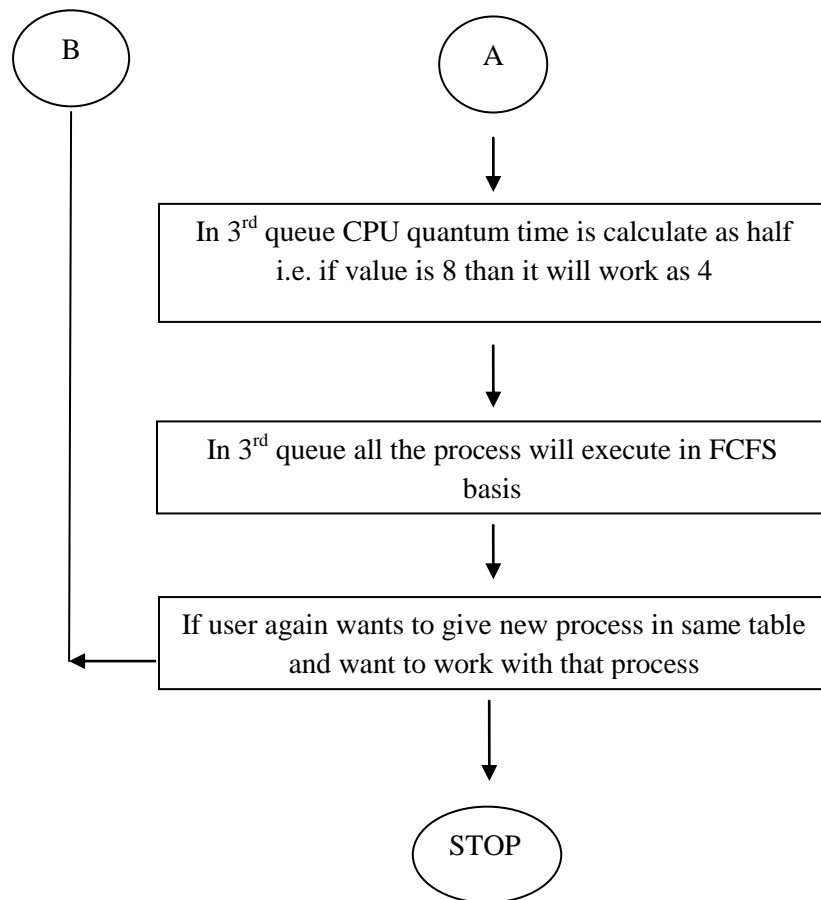 B
A
In 3rd queue CPU quantum time is calculate as half
i.e. if value is 8 than it will work as 4
In 3rd queue all the process will execute in FCFS
basis
If user again wants to give new process in same table
and want to work with that process
STOP